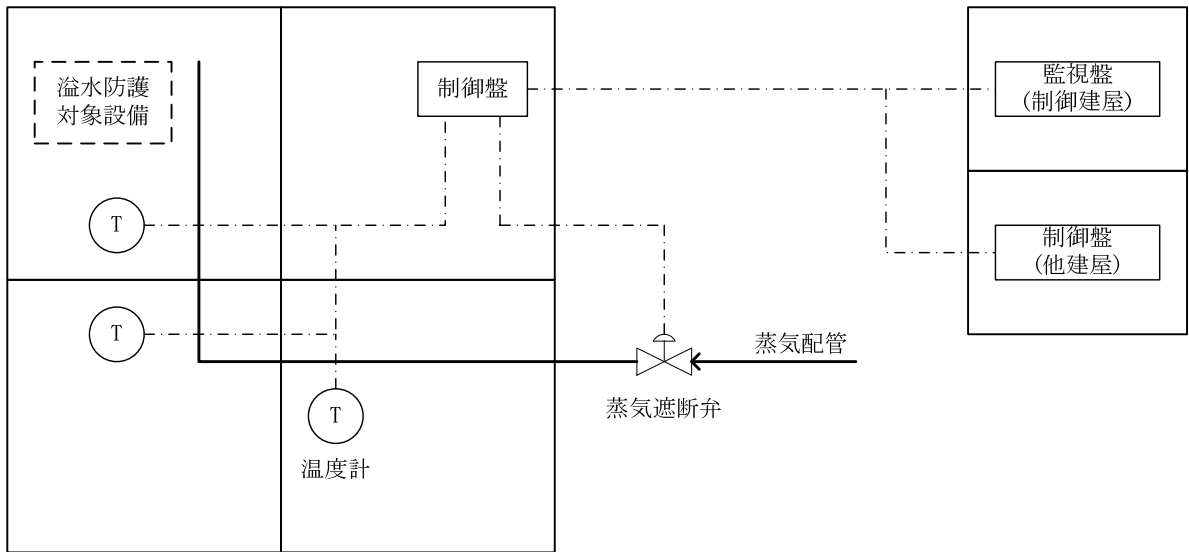 溢水防護
対象設備
制御盤
監視盤
(制御建屋)
T
制御盤
(他建屋)
T
蒸気配管
蒸気遮断弁
T
温度計